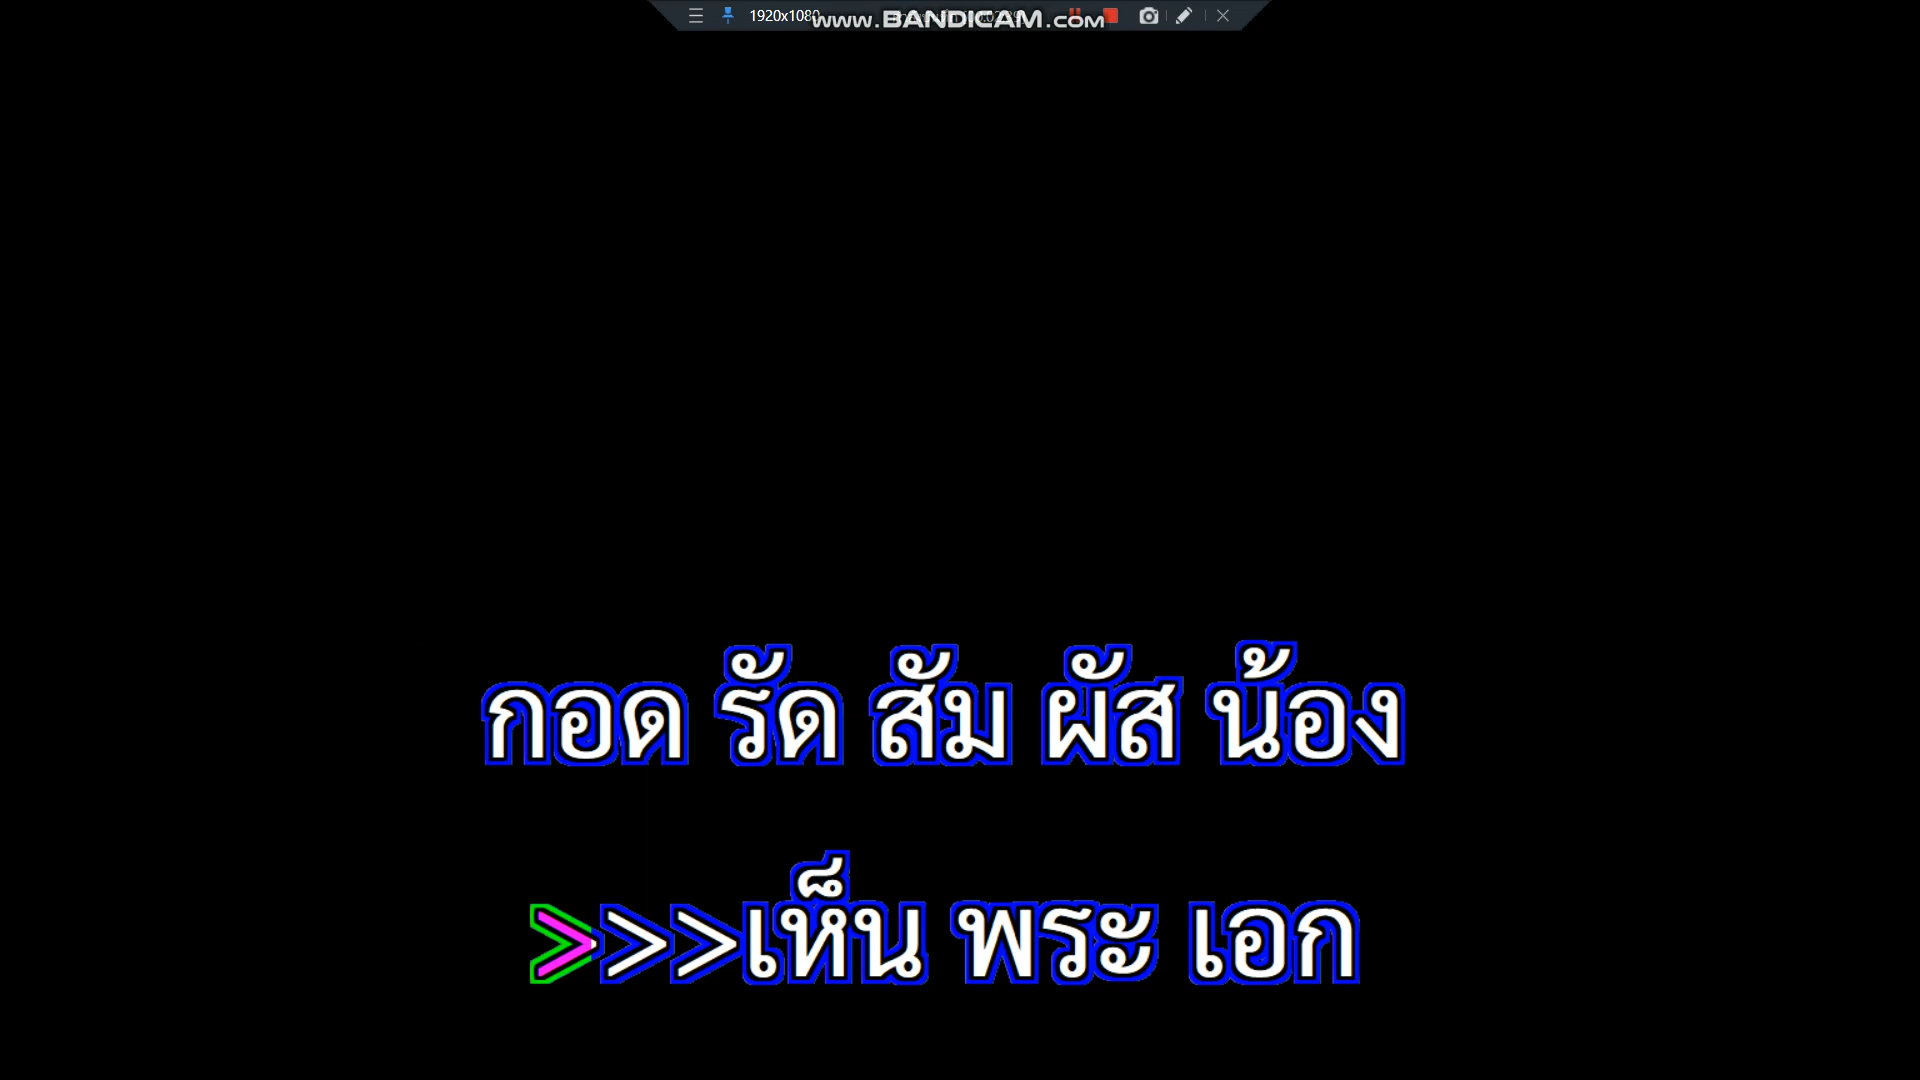 1920x1080 www.BANDICAM.com
กอด รัด สัม ผัส น้อง
>>>เห็น พระ เอก